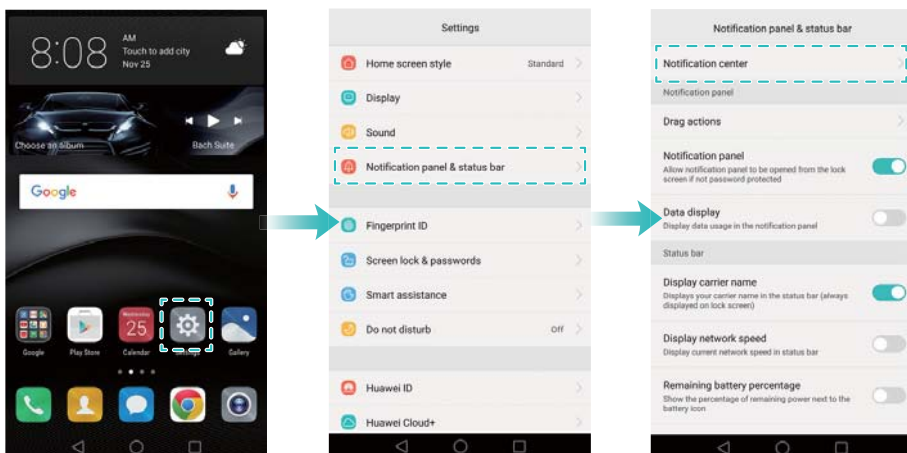 8:08
AM
Touch to add city
Nov 25
Choose an album
Bach Suite
Google
Wednesday
25
Google
Play Store
Calendar
Settings
Gallery
Settings
Home screen style
Standard
Display
Sound
Notification panel & status bar
Fingerprint ID
Screen lock & passwords
Smart assistance
Do not disturb
Off
Huawei ID
Huawei Cloud+
Notification panel & status bar
Notification center
Notification panel
Drag actions
Notification panel
Allow notification panel to be opened from the lock
screen if not password protected
Data display
Display data usage in the notification panel
Status bar
Display carrier name
Displays your carrier name in the status bar (always
displayed on lock screen)
Display network speed
Display current network speed in status bar
Remaining battery percentage
Show the percentage of remaining power next to the
battery icon